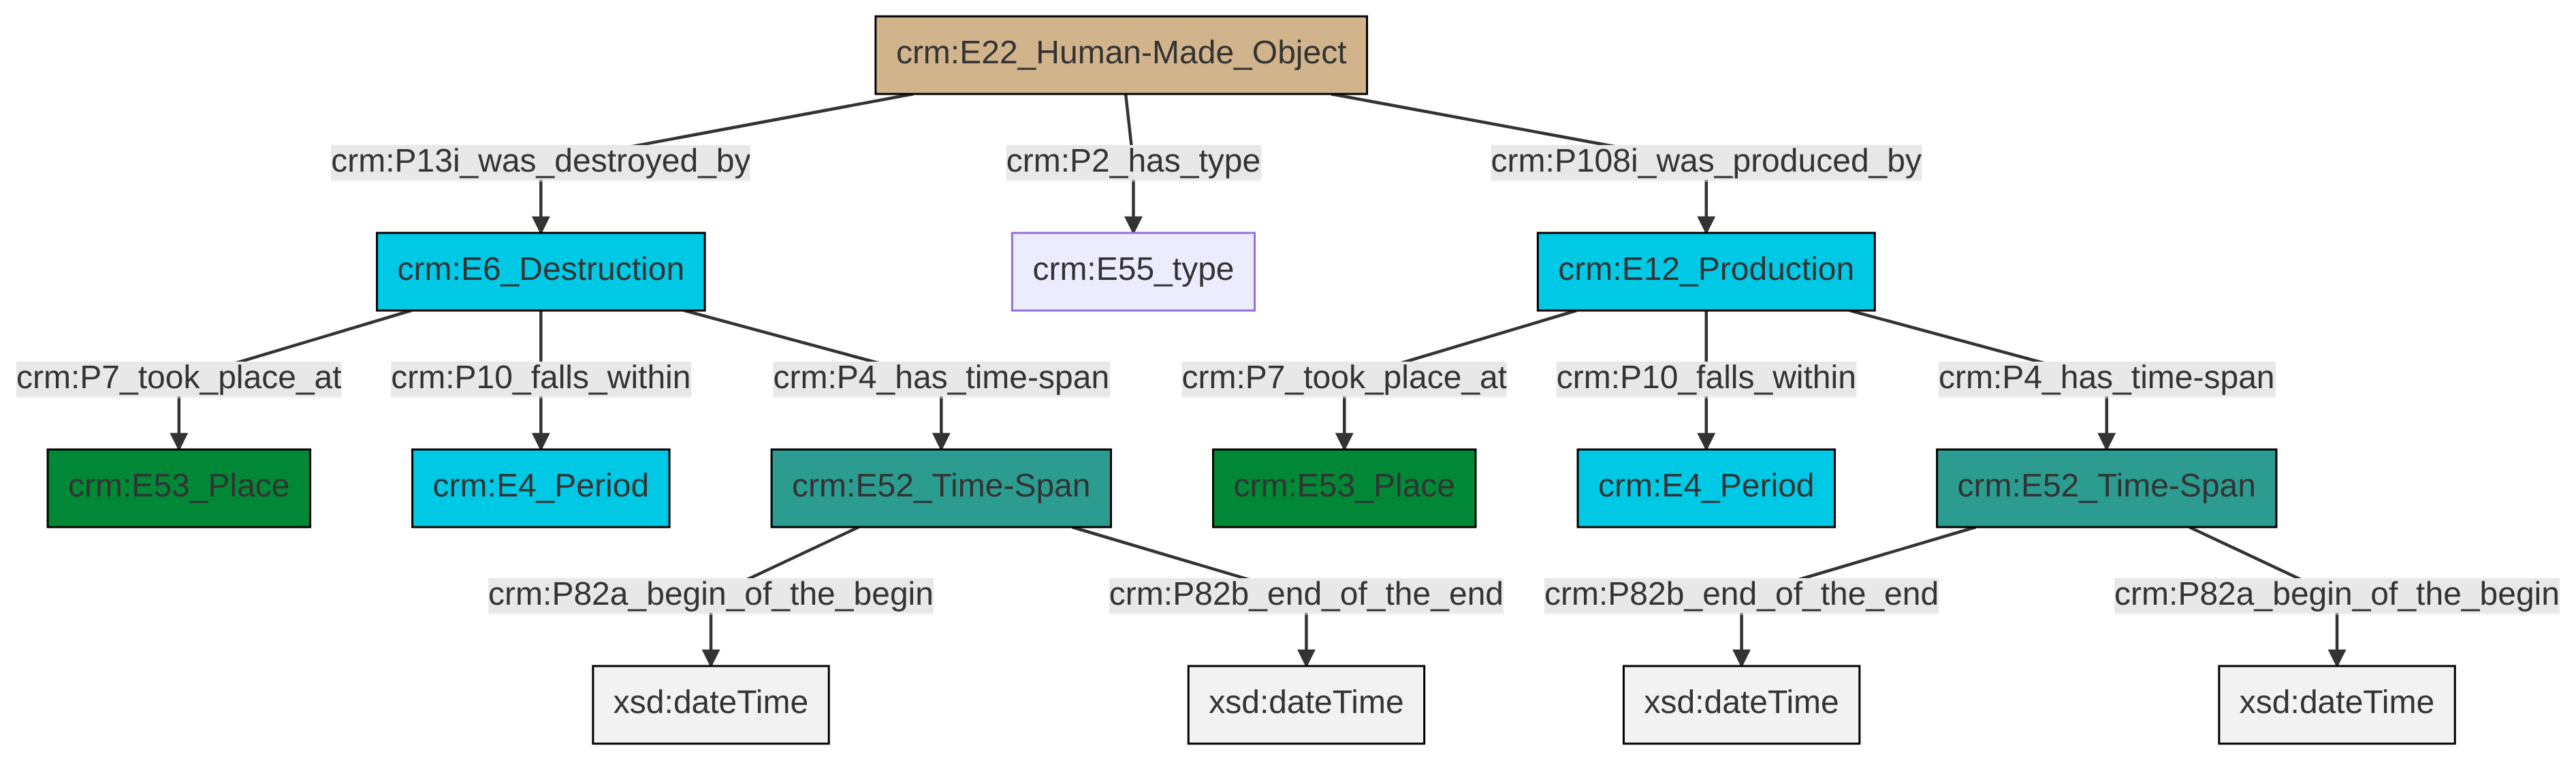 crm:E22_Human-Made_Object
crm:P13i_was_destroyed_by
crm:P2_has_type
crm:P108i_was_produced_by
crm:E6_Destruction
crm:E55_type
crm:E12_Production
crm:P7_took_place_at
crm:P10_falls_within
crm:P4_has_time-span
crm:P7_took_place_at
crm:P10_falls_within
crm:P4_has_time-span
crm:E53_Place
crm:E4_Period
crm:E52_Time-Span
crm:E53_Place
crm:E4_Period
crm:E52_Time-Span
crm:P82a_begin_of_the_begin
crm:P82b_end_of_the_end
crm:P82b_end_of_the_end
crm:P82a_begin_of_the_begin
xsd:dateTime
xsd:dateTime
xsd:dateTime
xsd:dateTime